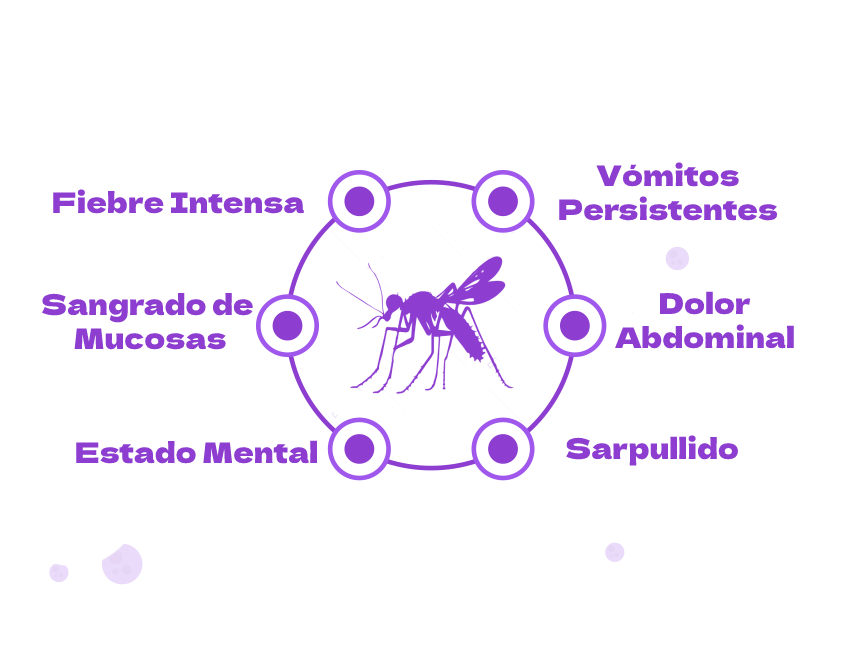 Fiebre Intensa
Vómitos
Persistentes
Sangrado de
Mucosas
Dolor
Abdominal
Estado Mental
Sarpullido